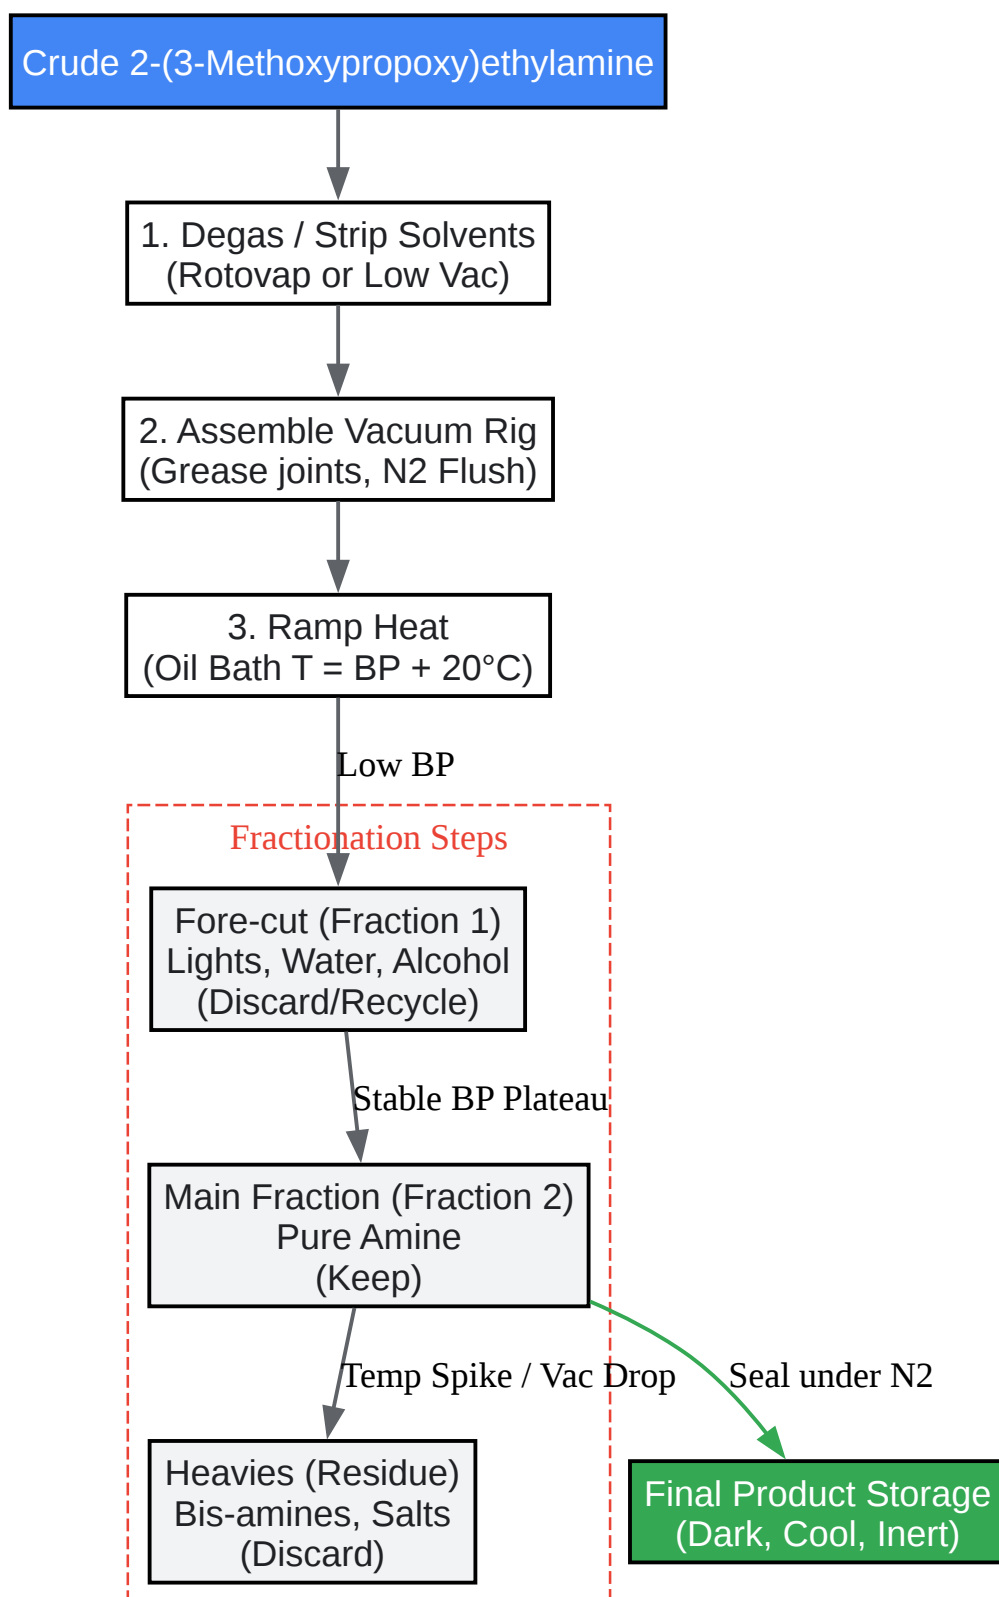 Crude 2-(3-Methoxypropoxy)ethylamine
1. Degas / Strip Solvents
(Rotovap or Low Vac)
2. Assemble Vacuum Rig
(Grease joints, N2 Flush)
3. Ramp Heat
(Oil Bath T = BP + 20°C)
Low BP
Fractionation Steps
Fore-cut (Fraction 1)
Lights, Water, Alcohol
(Discard/Recycle)
Stable BP Plateau
Main Fraction (Fraction 2)
Pure Amine
(Keep)
Temp Spike / Vac Drop
Seal under N2
Heavies (Residue)
Bis-amines, Salts
(Discard)
Final Product Storage
(Dark, Cool, Inert)